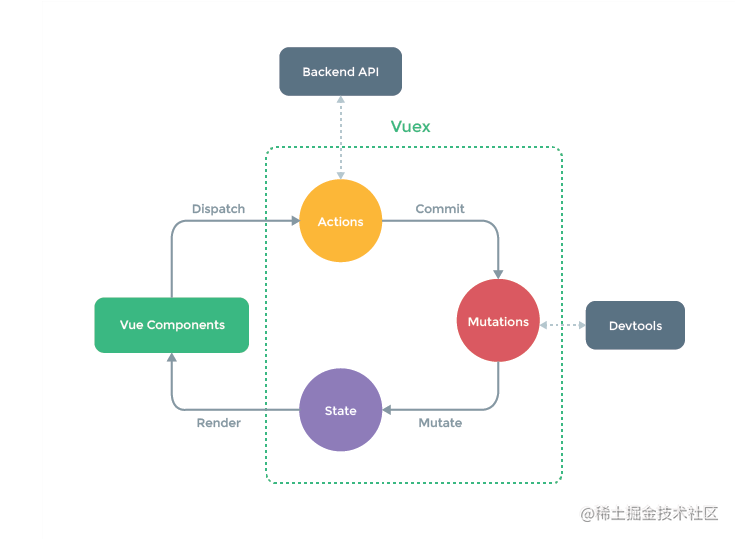 Backend API
Vuex
Dispatch
Commit
Actions
Vue Components
Mutations
Devtools
State
Render
Mutate
@稀土掘金技术社区